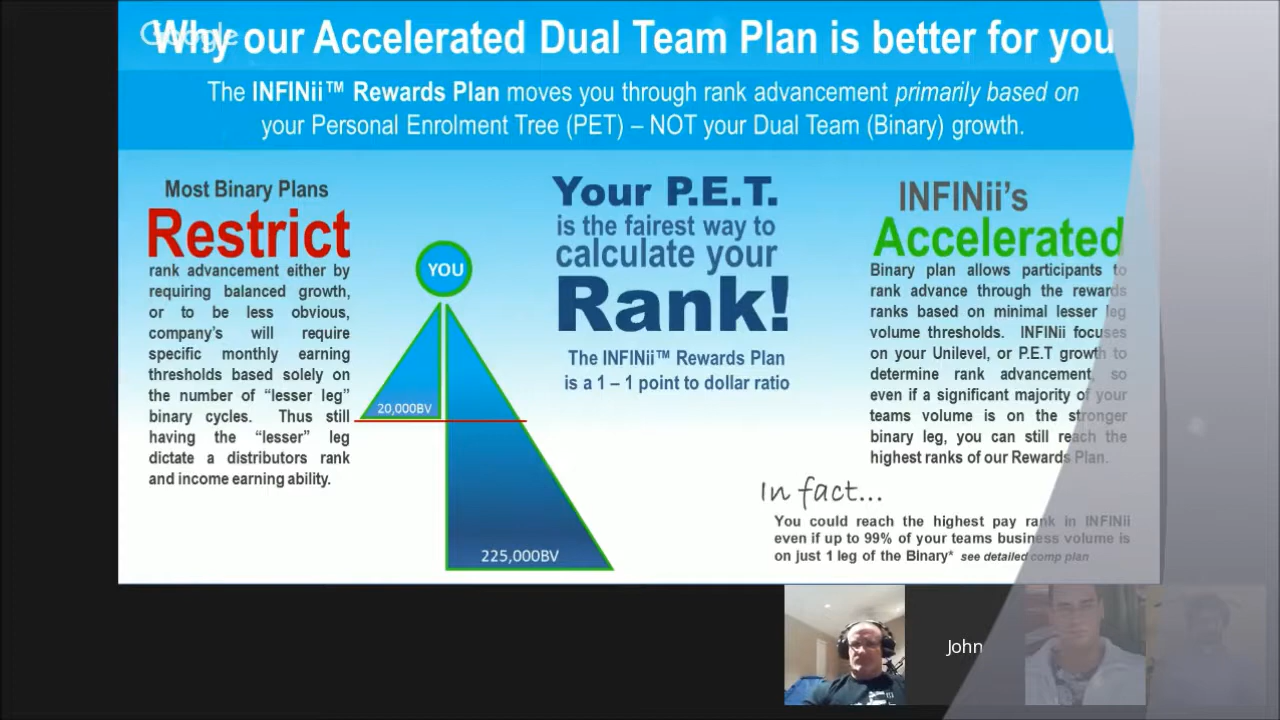 Google
Why our Accelerated Dual Team Plan is better for you
The INFINii™ Rewards Plan moves you through rank advancement primarily based on
your Personal Enrolment Tree (PET) – NOT your Dual Team (Binary) growth.
Most Binary Plans
Restrict
rank advancement either by
requiring balanced growth,
or to be less obvious,
company's will require
specific monthly earning
thresholds based solely on
the number of "lesser leg"
binary cycles. Thus still
having the "lesser" leg
dictate a distributors rank
and income earning ability.
YOU
20,000BV
225,000BV
Your P.E.T.
is the fairest way to
calculate your
Rank!
The INFINii™ Rewards Plan
is a 1 – 1 point to dollar ratio
INFINii's
Accelerated
Binary plan allows participants to
rank advance through the rewards
ranks based on minimal lesser leg
volume thresholds. INFINii focuses
on your Unilevel, or P.E.T growth to
determine rank advancement, so
even if a significant majority of your
teams volume is on the stronger
binary leg, you can still reach the
highest ranks of our Rewards Plan.
In fact...
You could reach the highest pay rank in INFINii
even if up to 99% of your teams business volume is
on just 1 leg of the Binary* see detailed comp plan
John